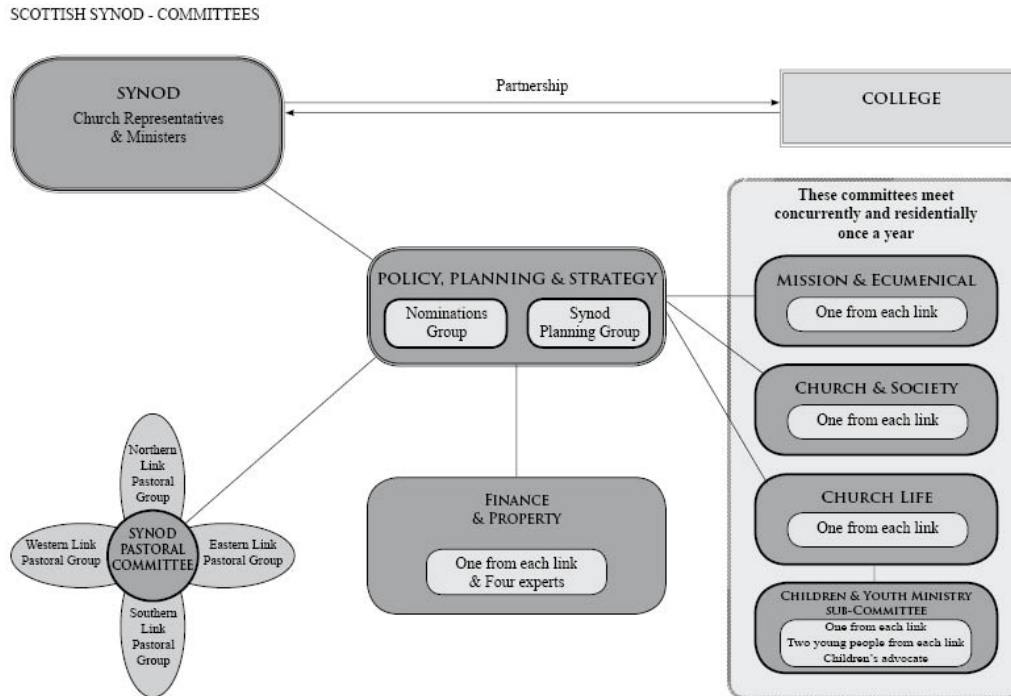 SCOTTISH SYNOD - COMMITTEES
SYNOD
Church Representatives
& Ministers
Partnership
COLLEGE
These committees meet
concurrently and residentially
once a year
POLICY, PLANNING & STRATEGY
Nominations
Group
Synod
Planning Group
MISSION & ECUMENICAL
One from each link
CHURCH & SOCIETY
One from each link
CHURCH LIFE
One from each link
CHILDREN & YOUTH MINISTRY
SUB-COMMITTEE
One from each link
Two young people from each link
Children's advocate
FINANCE
& PROPERTY
One from each link
& Four experts
Northern
Link
Pastoral
Group
Western Link
Pastoral Group
SYNOD
PASTORAL
COMMITTEE
Eastern Link
Pastoral Group
Southern
Link
Pastoral
Group